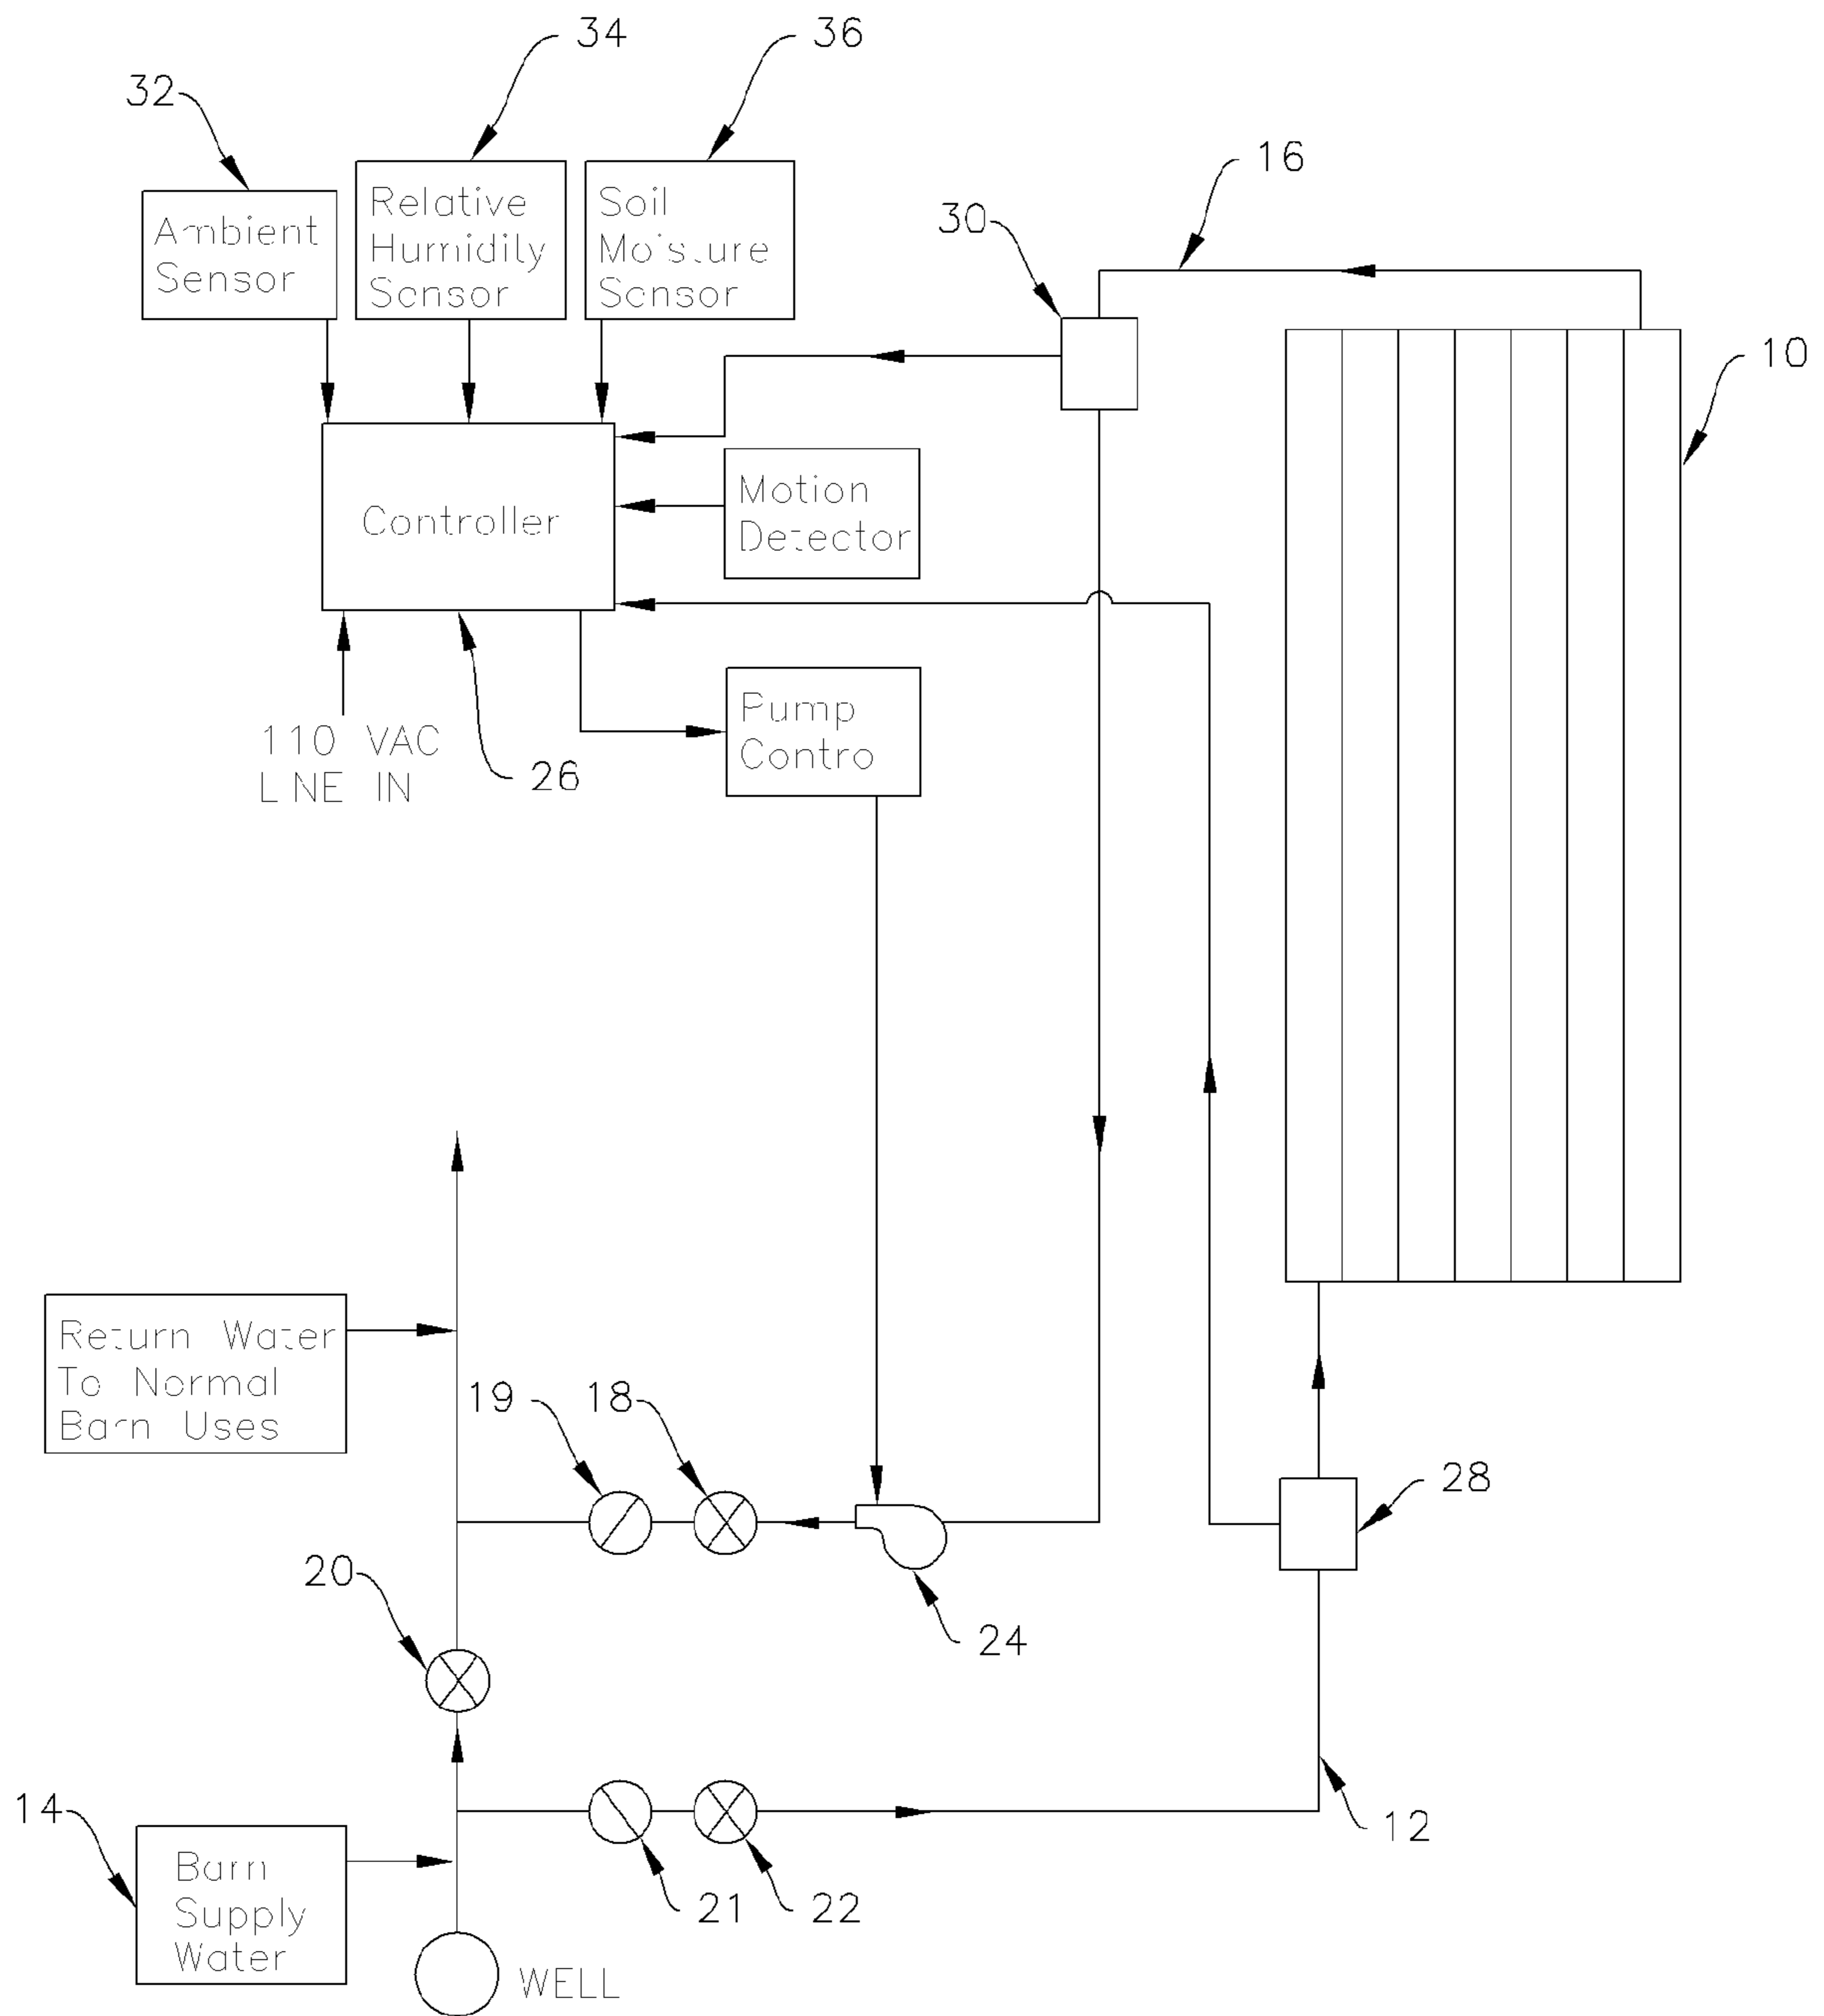 34
36
32
Relative
Humidily
Sensor
Soil
Moisture
Sensor
Ambient
Sensor
16
30
10
Controller
Motion
Detector
Pump
Contro
110 VAC
LNE IN
26
Return Water
To Normal
Barn Uses
19
18
28
20
24
14
Barn
Supply
Water
12
21
22
WELL